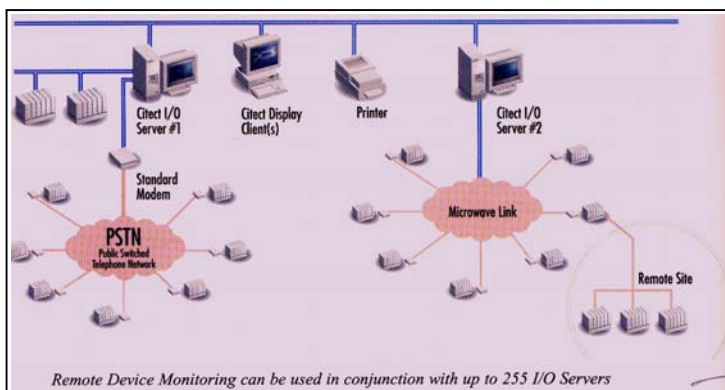 Citect I/O
Server #1
Citect Display
Client(s)
Printer
Citect I/O
Server #2
Standard
Modem
PSTN
Public Switched
Telephone Network
Microwave Link
Remote Site
Remote Device Monitoring can be used in conjunction with up to 255 I/O Servers